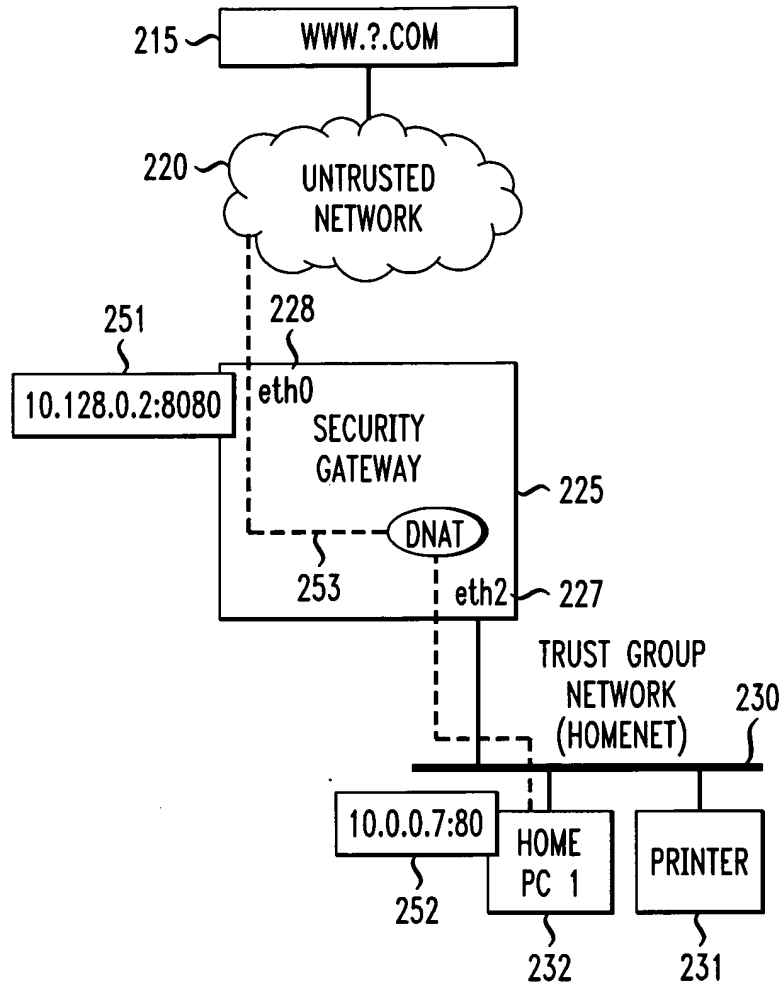 215
WWW.?.COM
220
UNTRUSTED
NETWORK
251
228
10.128.0.2:8080
eth0
SECURITY
GATEWAY
225
DNAT
253
eth2
227
TRUST GROUP
NETWORK
(HOMENET)
230
10.0.0.7:80
HOME
PC 1
PRINTER
252
232
231